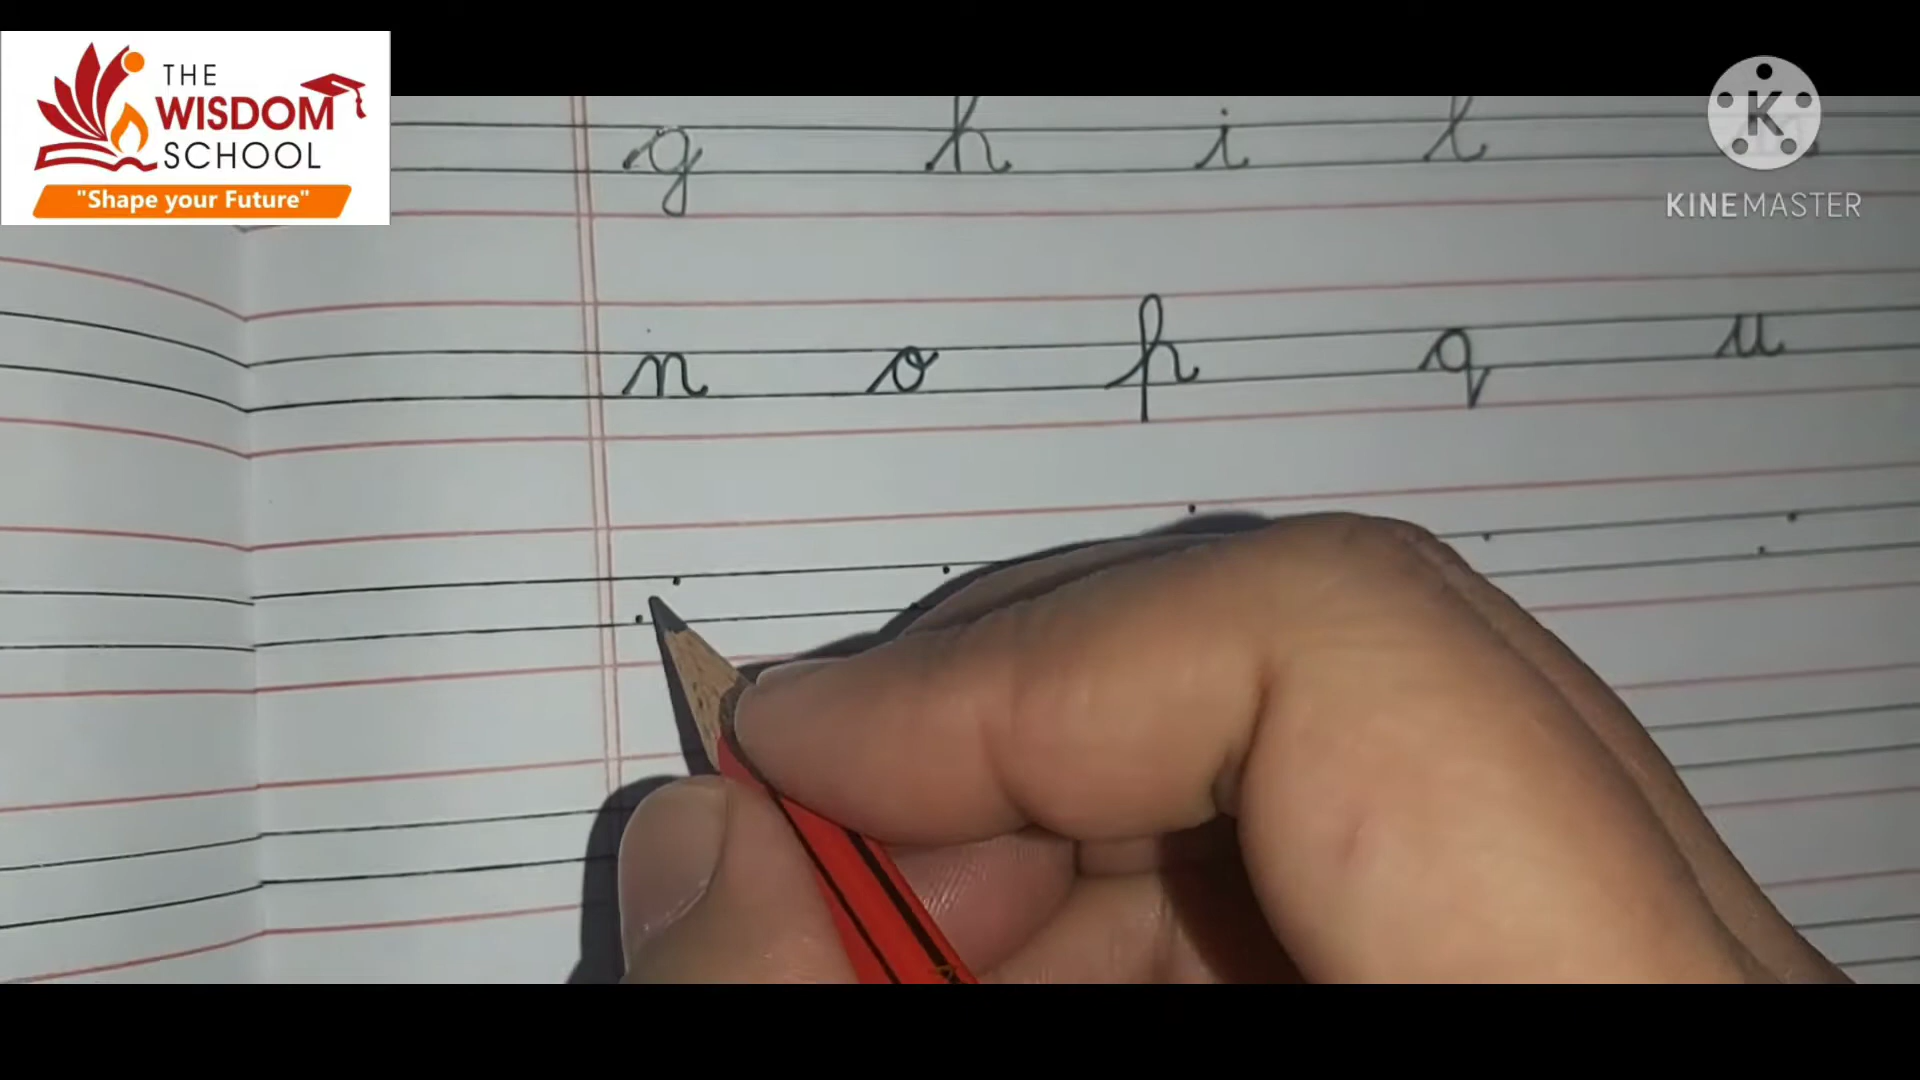 THE
WISDOM
SCHOOL
"Shape your Future"
K
KINEMASTER
g h i l
n o p q u